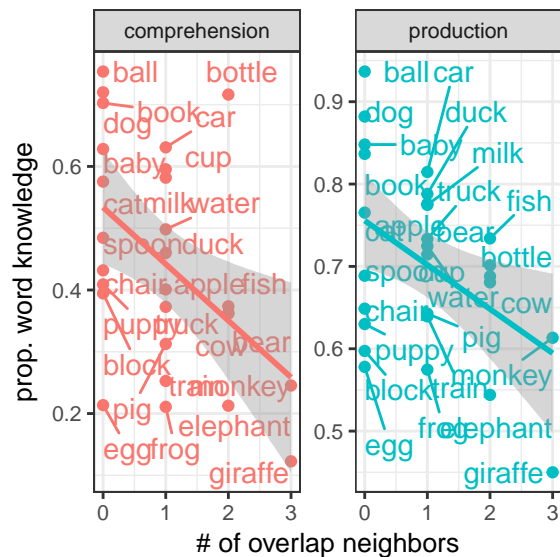 comprehension
production
ball
bottle
book
car
dog
cup
baby
cat
milk
water
spoon
duck
chair
apple
fish
puppy
truck
cow
bear
block
train
monkey
pig
elephant
egg
frog
giraffe
ball
car
dog
duck
baby
milk
book
truck
fish
apple
bear
cat
bottle
spoon
cup
water
cow
chair
pig
puppy
monkey
block
train
frog
elephant
egg
giraffe
0.6
0.4
0.2
0.9
0.8
0.7
0.6
0.5
0 1 2 3
0 1 2 3
prop. word knowledge
# of overlap neighbors